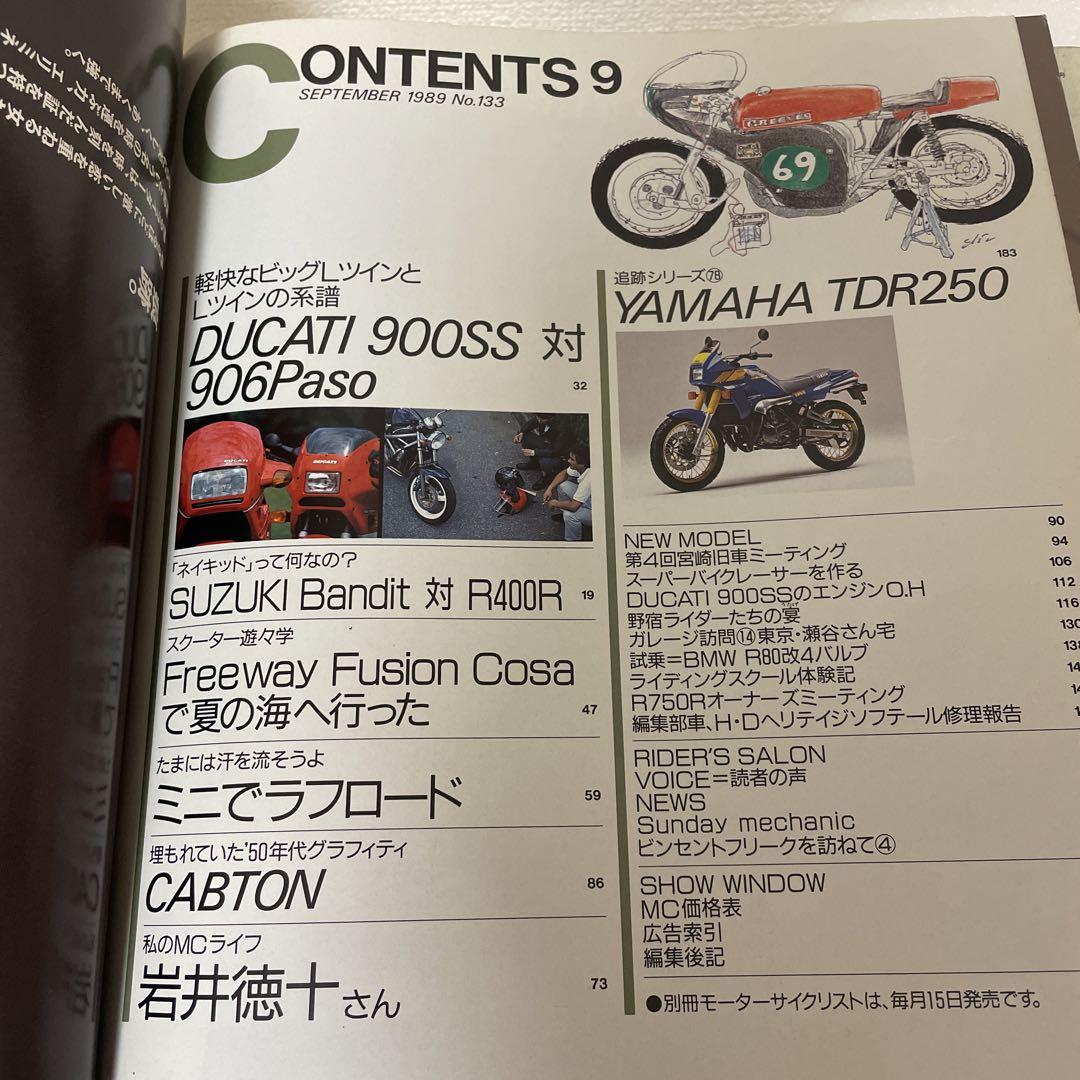 CONTENTS 9
SEPTEMBER 1989 No.133
GREEVES
69
183
軽快なビッグLツインと
Lツインの系譜
DUCATI 900SS 対
906Paso
32
DUCATI
DUCATI
「ネイキッド」って何なの?
SUZUKI Bandit 対 R400R
19
スクーター遊々学
Freeway Fusion Cosa
で夏の海へ行った
47
たまには汗を流そうよ
ミニでラフロード
59
埋もれていた'50年代グラフィティ
CABTON
86
私のMCライフ
岩井徳十さん
73
追跡シリーズ78
YAMAHA TDR250
90
NEW MODEL
94
第4回宮崎旧車ミーティング
106
スーパーバイクレーサーを作る
112
DUCATI 900SSのエンジンO.H
116
野宿ライダーたちの宴
ガレージ訪問⑭東京・瀬谷さん宅
130
試乗=BMW R80改4バルブ
ライディングスクール体験記
R750Rオーナーズミーティング
編集部車、H・Dヘリテイジソフテール修理報告
RIDER'S SALON
VOICE=読者の声
NEWS
Sunday mechanic
ビンセントフリークを訪ねて④
SHOW WINDOW
MC価格表
広告索引
編集後記
●別冊モーターサイクリストは、毎月15日発売です。